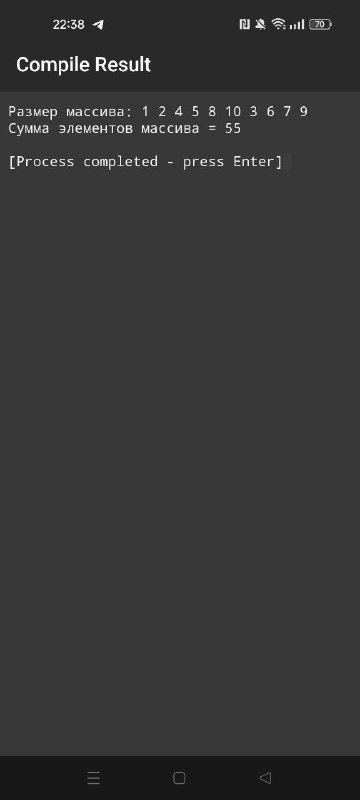 22:38
70
Compile Result
Размер массива: 1 2 4 5 8 10 3 6 7 9
Сумма элементов массива = 55
[Process completed - press Enter]